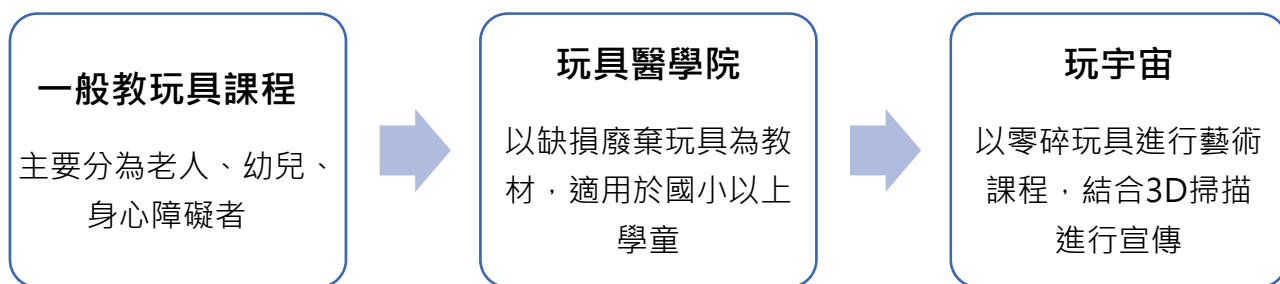 一般教玩具課程
主要分為老人、幼兒、
身心障礙者
玩具醫學院
以缺損廢棄玩具為教
材，適用於國小以上
學童
玩宇宙
以零碎玩具進行藝術
課程，結合3D掃描
進行宣傳